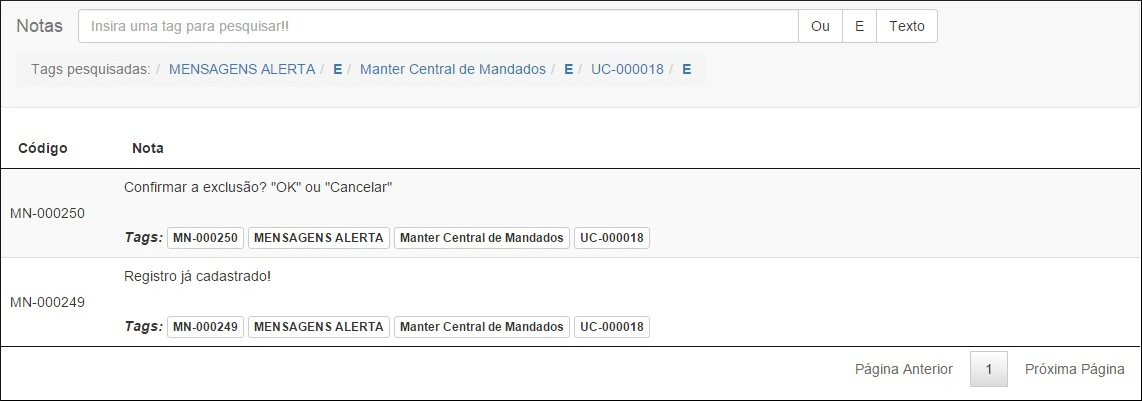 Notas Insira uma tag para pesquisar!! Ou E Texto
Tags pesquisadas: / MENSAGENS ALERTA / E / Manter Central de Mandados / E / UC-000018 / E
Código Nota
Confirmar a exclusão? "OK" ou "Cancelar"
MN-000250
Tags: MN-000250 MENSAGENS ALERTA Manter Central de Mandados UC-000018
Registro já cadastrado!
MN-000249
Tags: MN-000249 MENSAGENS ALERTA Manter Central de Mandados UC-000018
Página Anterior 1 Próxima Página